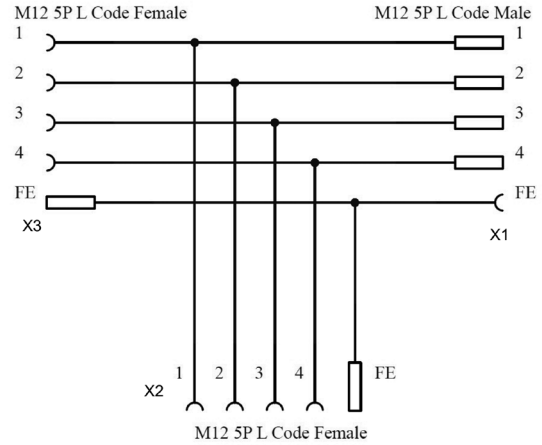 M12 5P L Code Female M12 5P L Code Male
1 1
2 2
3 3
4 4
FE FE
X3 X1
1 2 3 4 FE
X2
M12 5P L Code Female